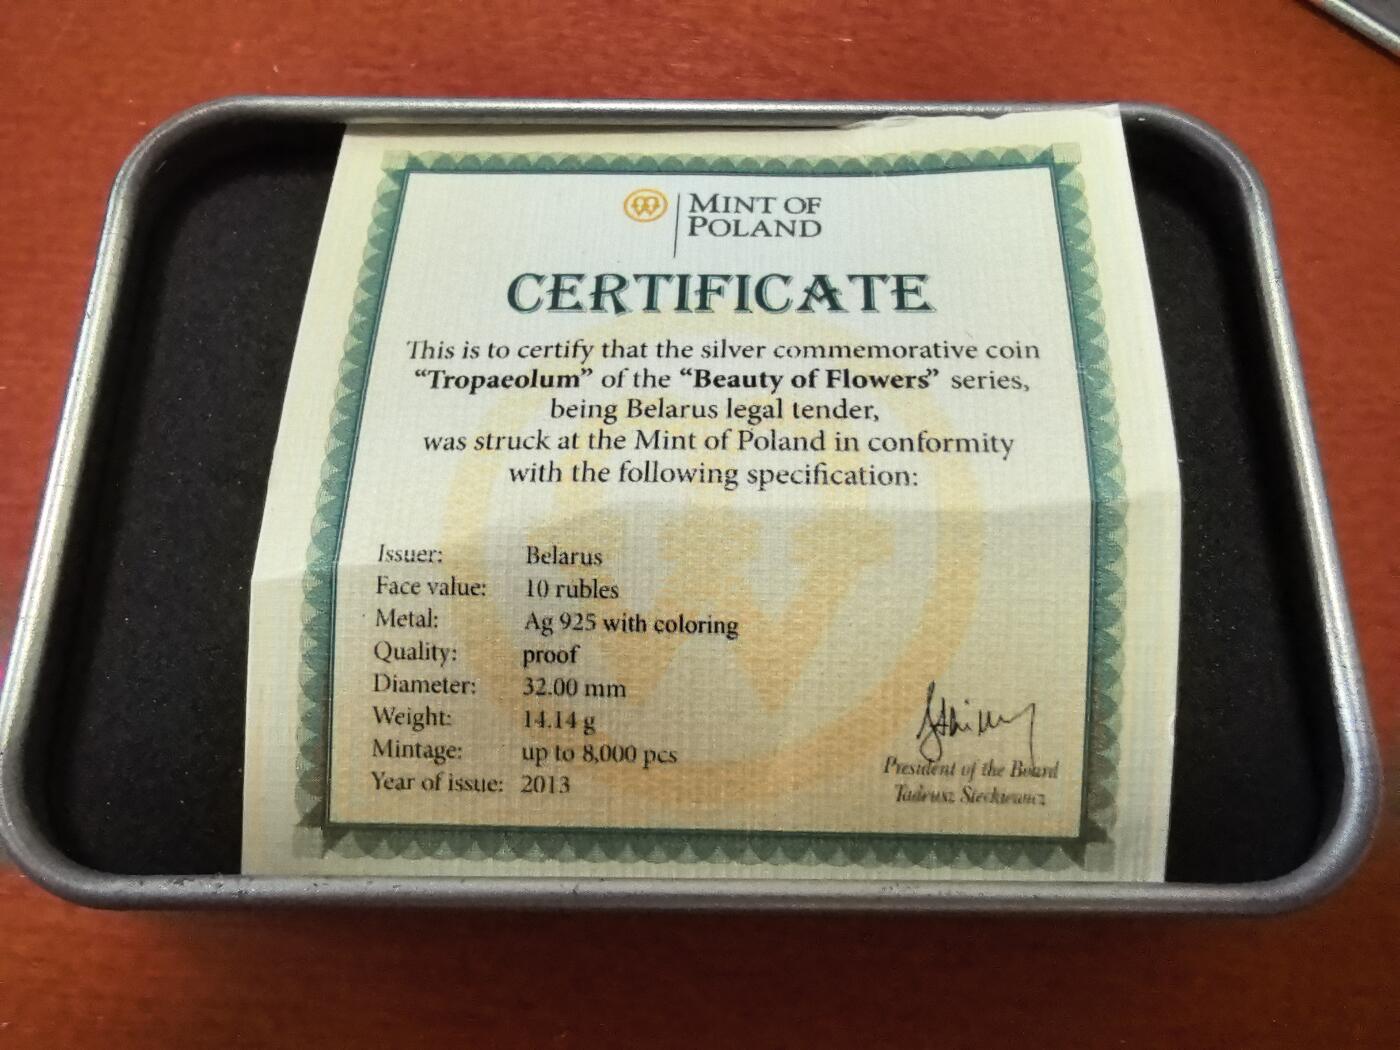 MINT OF
POLAND
CERTIFICATE
This is to certify that the silver commemorative coin
"Tropaeolum" of the "Beauty of Flowers" series,
being Belarus legal tender,
was struck at the Mint of Poland in conformity
with the following specification:
Issuer: Belarus
Face value: 10 rubles
Metal: Ag 925 with coloring
Quality: proof
Diameter: 32.00 mm
Weight: 14.14 g
Mintage: up to 8,000 pcs
Year of issue: 2013
President of the Board
Tadeusz Steckiewicz